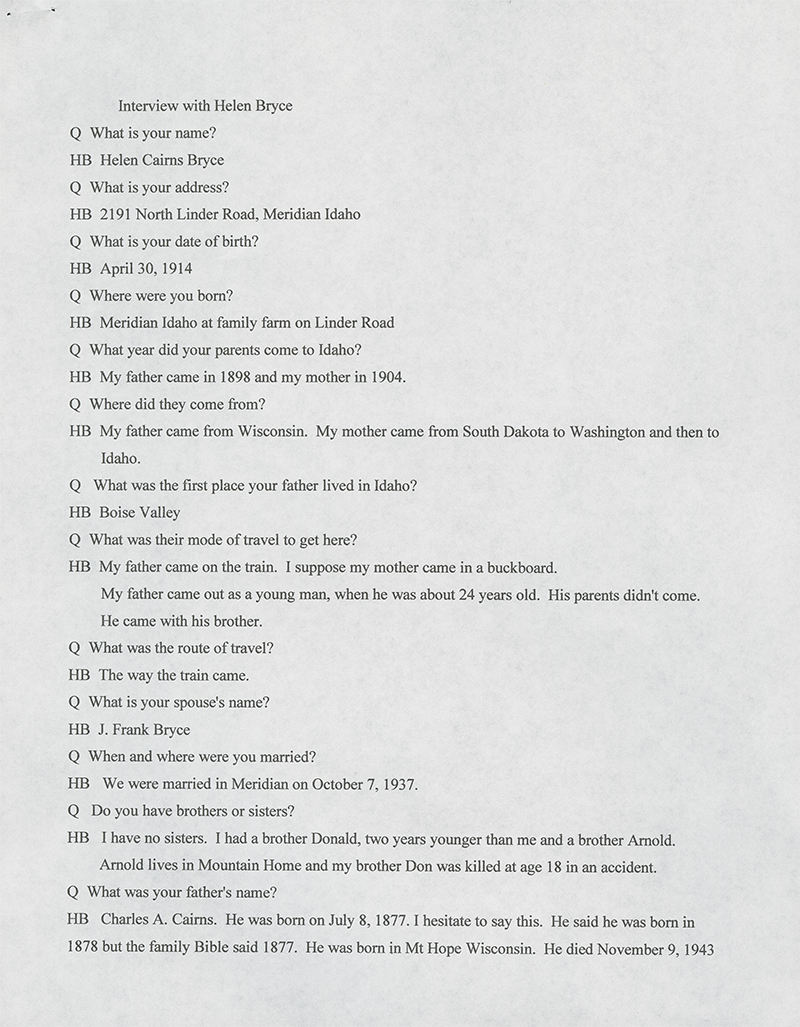 Interview with Helen Bryce
Q What is your name?
HB Helen Cairns Bryce
Q What is your address?
HB 2191 North Linder Road, Meridian Idaho
Q What is your date of birth?
HB April 30, 1914
Q Where were you born?
HB Meridian Idaho at family farm on Linder Road
Q What year did your parents come to Idaho?
HB My father came in 1898 and my mother in 1904.
Q Where did they come from?
HB My father came from Wisconsin. My mother came from South Dakota to Washington and then to
Idaho.
Q What was the first place your father lived in Idaho?
HB Boise Valley
Q What was their mode of travel to get here?
HB My father came on the train. I suppose my mother came in a buckboard.
My father came out as a young man, when he was about 24 years old. His parents didn't come.
He came with his brother.
Q What was the route of travel?
HB The way the train came.
Q What is your spouse's name?
HB J. Frank Bryce
Q When and where were you married?
HB We were married in Meridian on October 7, 1937.
Q Do you have brothers or sisters?
HB I have no sisters. I had a brother Donald, two years younger than me and a brother Arnold.
Arnold lives in Mountain Home and my brother Don was killed at age 18 in an accident.
Q What was your father's name?
HB Charles A. Cairns. He was born on July 8, 1877. I hesitate to say this. He said he was born in
1878 but the family Bible said 1877. He was born in Mt Hope Wisconsin. He died November 9, 1943